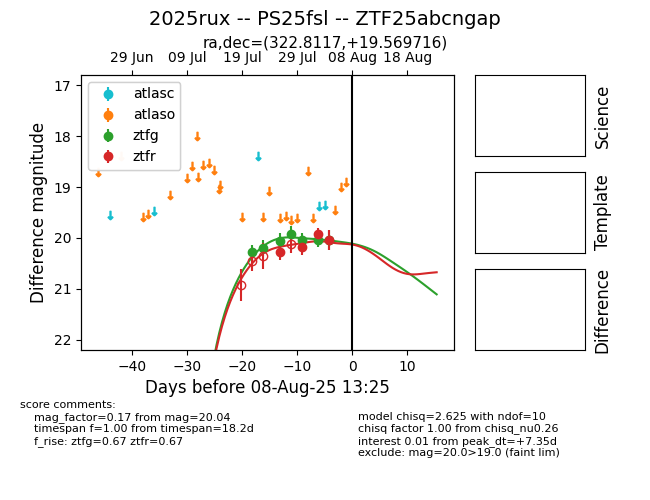 2025rux -- PS25fsl -- ZTF25abcngap
ra,dec=(322.8117,+19.569716)
29 Jun 09 Jul 19 Jul 29 Jul 08 Aug 18 Aug
17
18
19
20
21
22
Difference magnitude
atlasc
atlaso
ztfg
ztfr
−40 −30 −20 −10 0 10
Days before 08-Aug-25 13:25
Science
Template
Difference
score comments:
mag_factor=0.17 from mag=20.04
timespan f=1.00 from timespan=18.2d
f_rise: ztfg=0.67 ztfr=0.67
model chisq=2.625 with ndof=10
chisq factor 1.00 from chisq_nu0.26
interest 0.01 from peak_dt=+7.35d
exclude: mag=20.0>19.0 (faint lim)